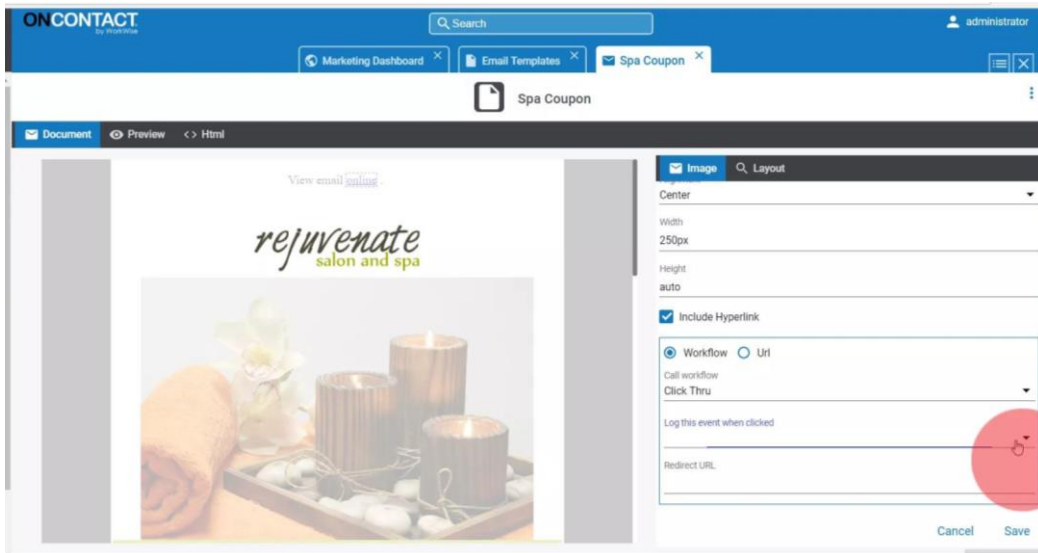 ONCONTACT
by WorkWise
Search
administrator
Marketing Dashboard
Email Templates
Spa Coupon
Spa Coupon
Document
Preview
<> Html
Image
Layout
View email online .
rejuvenate
salon and spa
Center
Width
250px
Height
auto
Include Hyperlink
Workflow
Url
Call workflow
Click Thru
Log this event when clicked
Redirect URL
Cancel
Save